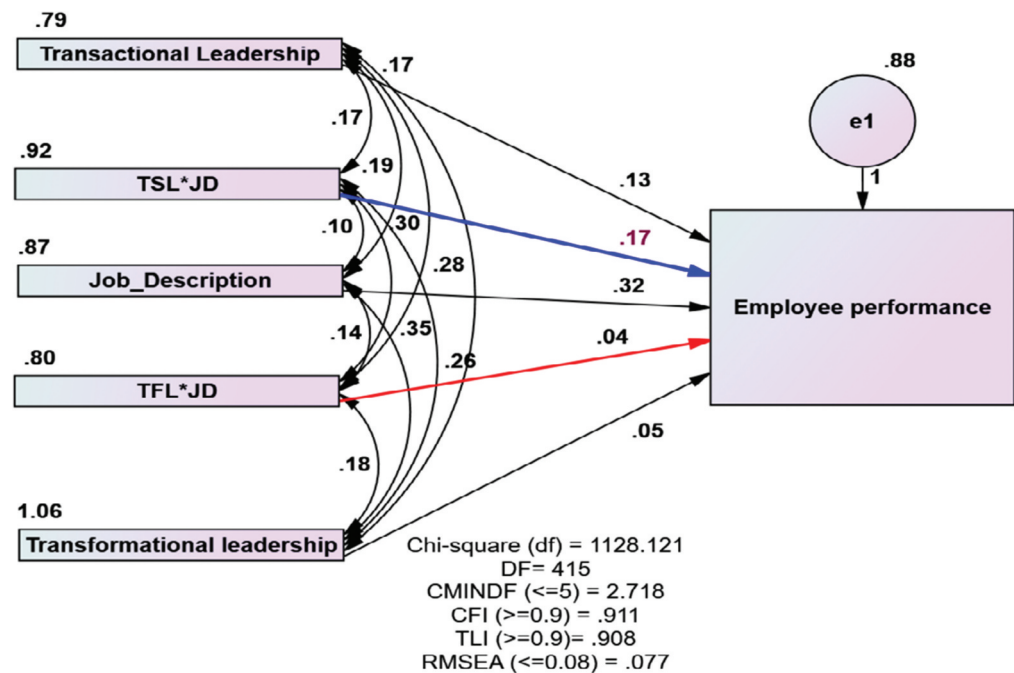 .79
Transactional Leadership
.17
.88
e1
1
.17
.92
TSL*JD
.19
.13
.10
.30
.17
.87
Job_Description
.28
.32
Employee performance
.14
.35
.04
.80
TFL*JD
.26
.05
.18
1.06
Transformational leadership
Chi-square (df) = 1128.121
DF= 415
CMINDF (<=5) = 2.718
CFI (>=0.9) = .911
TLI (>=0.9)= .908
RMSEA (<=0.08) = .077